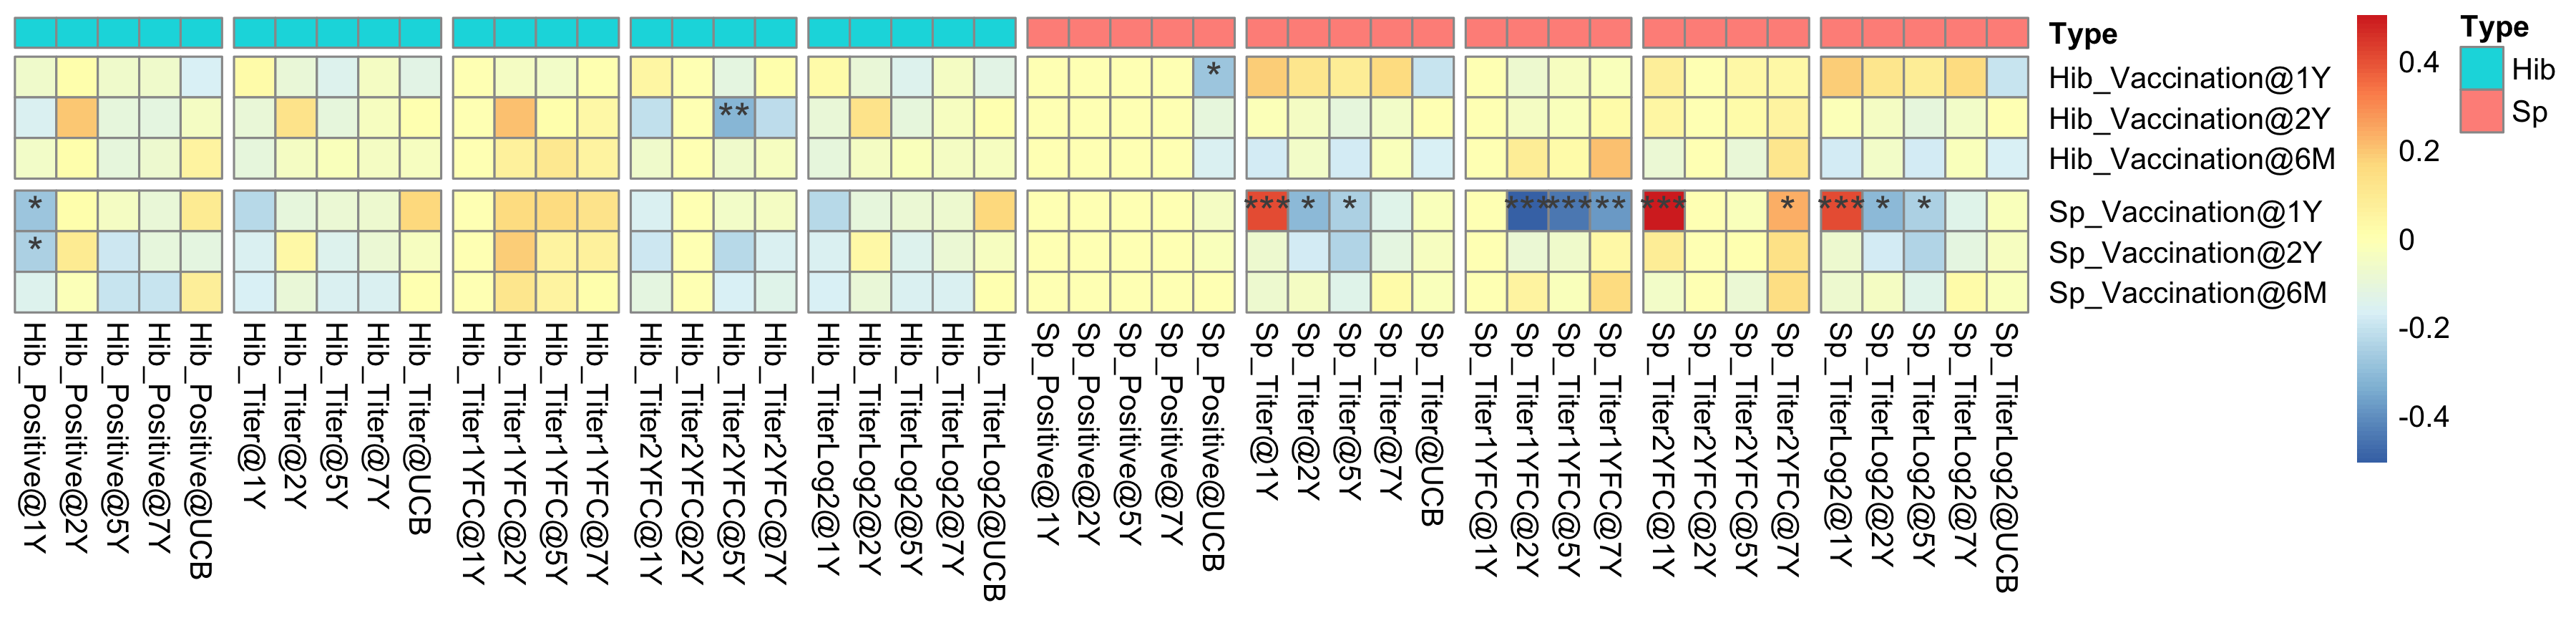 Type
Hib_Vaccination@1Y
Hib_Vaccination@2Y
Hib_Vaccination@6M
Sp_Vaccination@1Y
Sp_Vaccination@2Y
Sp_Vaccination@6M
*
**
* *** * * *** *** ** *** * *** * *
*
Hib_Positive@1Y
Hib_Positive@2Y
Hib_Positive@5Y
Hib_Positive@7Y
Hib_Positive@UCB
Hib_Titer@1Y
Hib_Titer@2Y
Hib_Titer@5Y
Hib_Titer@7Y
Hib_Titer@UCB
Hib_Titer1YFC@1Y
Hib_Titer1YFC@2Y
Hib_Titer1YFC@5Y
Hib_Titer1YFC@7Y
Hib_Titer2YFC@1Y
Hib_Titer2YFC@2Y
Hib_Titer2YFC@5Y
Hib_Titer2YFC@7Y
Hib_TiterLog2@1Y
Hib_TiterLog2@2Y
Hib_TiterLog2@5Y
Hib_TiterLog2@7Y
Hib_TiterLog2@UCB
Sp_Positive@1Y
Sp_Positive@2Y
Sp_Positive@5Y
Sp_Positive@7Y
Sp_Positive@UCB
Sp_Titer@1Y
Sp_Titer@2Y
Sp_Titer@5Y
Sp_Titer@7Y
Sp_Titer@UCB
Sp_Titer1YFC@1Y
Sp_Titer1YFC@2Y
Sp_Titer1YFC@5Y
Sp_Titer1YFC@7Y
Sp_Titer2YFC@1Y
Sp_Titer2YFC@2Y
Sp_Titer2YFC@5Y
Sp_Titer2YFC@7Y
Sp_TiterLog2@1Y
Sp_TiterLog2@2Y
Sp_TiterLog2@5Y
Sp_TiterLog2@7Y
Sp_TiterLog2@UCB
0.4
0.2
0
-0.2
-0.4
Type
Hib
Sp